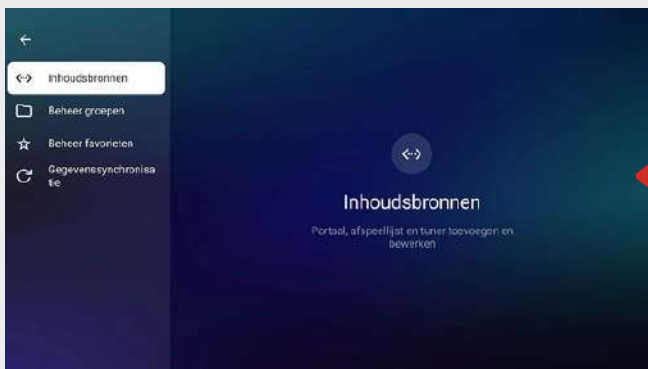 Inhoudsbronnen
Beheer groepen
Beheer favorieten
Gegevenssynchronisa
tie
Inhoudsbronnen
Portaal, afspeellijst en tuner toevoegen en
bewerken